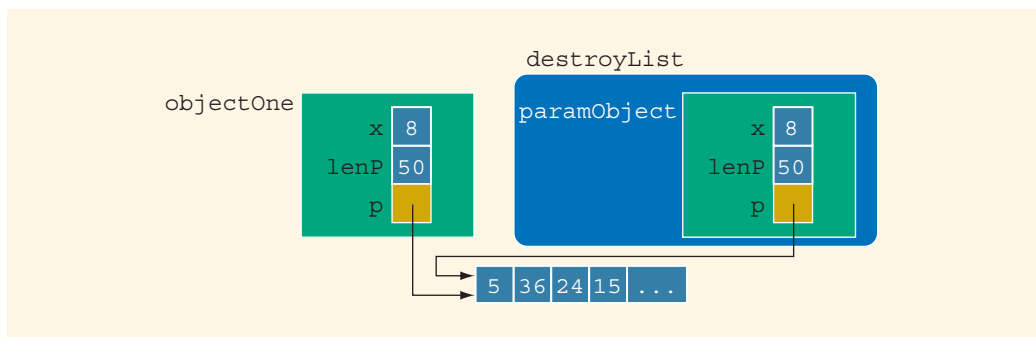 destroyList
objectOne
paramObject
x 8
x 8
lenP 50
lenP 50
p
p
5 36 24 15 ...